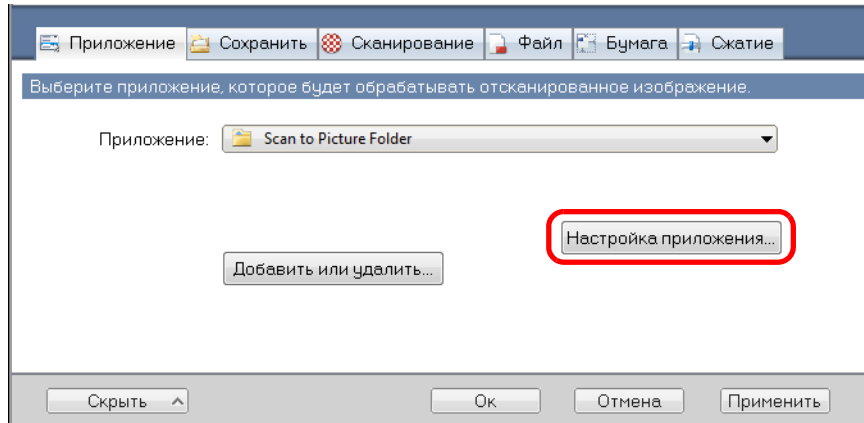 Приложение Сохранить Сканирование Файл Бумага Сжатие
Выберите приложение, которое будет обрабатывать отсканированное изображение.
Приложение: Scan to Picture Folder
Настройка приложения...
Добавить или удалить...
Скрыть Ок Отмена Применить